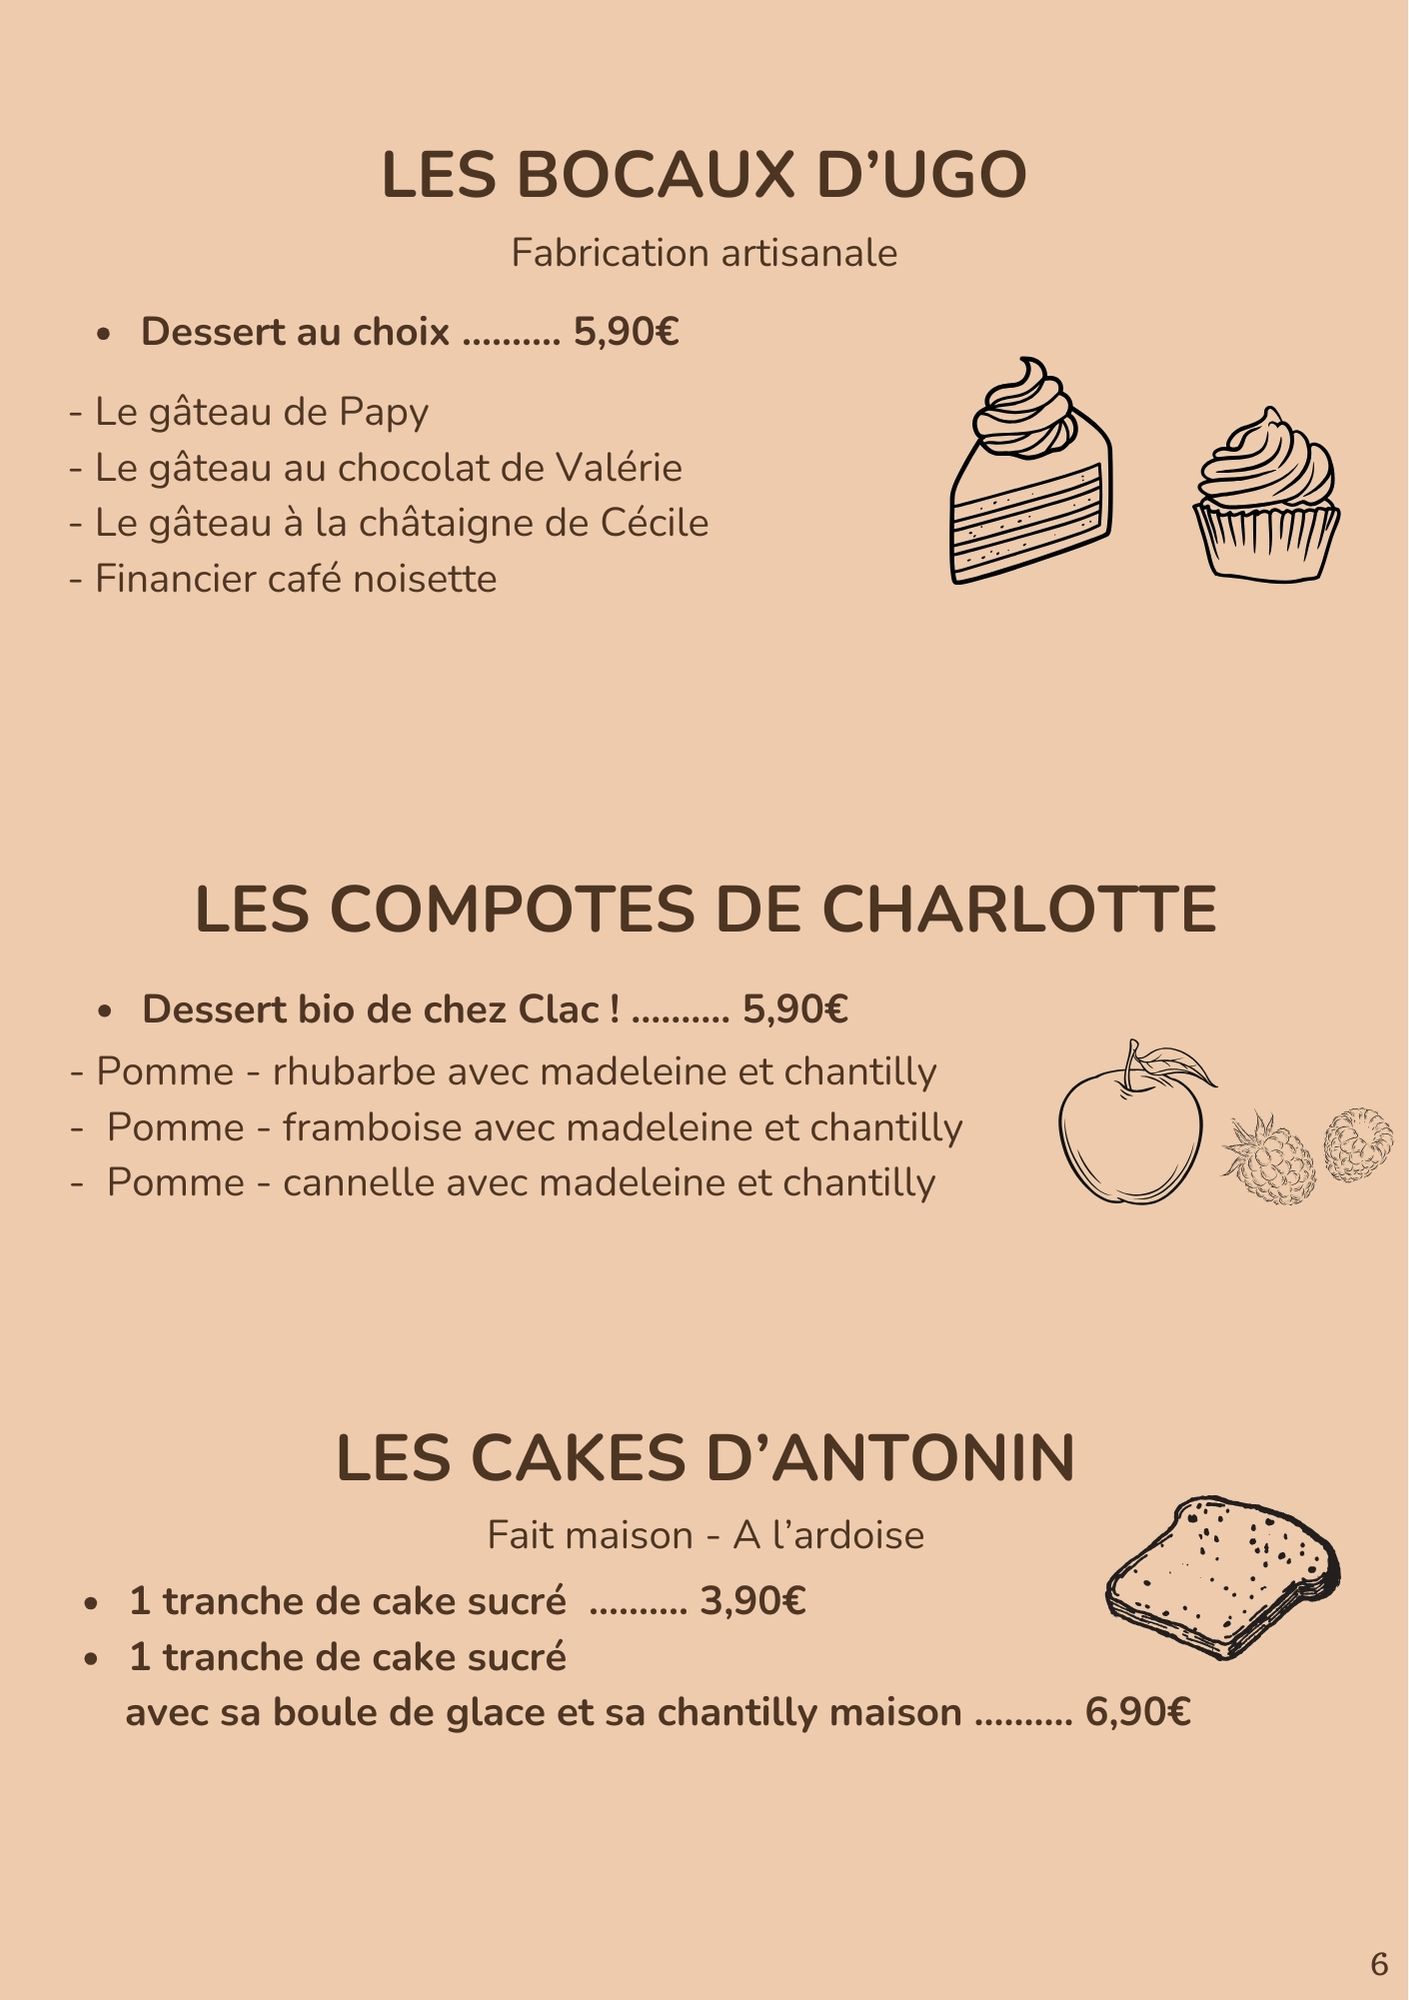 LES BOCAUX D’UGO
Fabrication artisanale
• Dessert au choix .......... 5,90€
- Le gâteau de Papy
- Le gâteau au chocolat de Valérie
- Le gâteau à la châtaigne de Cécile
- Financier café noisette
LES COMPOTES DE CHARLOTTE
• Dessert bio de chez Clac ! .......... 5,90€
- Pomme - rhubarbe avec madeleine et chantilly
- Pomme - framboise avec madeleine et chantilly
- Pomme - cannelle avec madeleine et chantilly
LES CAKES D’ANTONIN
Fait maison - A l’ardoise
• 1 tranche de cake sucré .......... 3,90€
• 1 tranche de cake sucré
avec sa boule de glace et sa chantilly maison .......... 6,90€
6